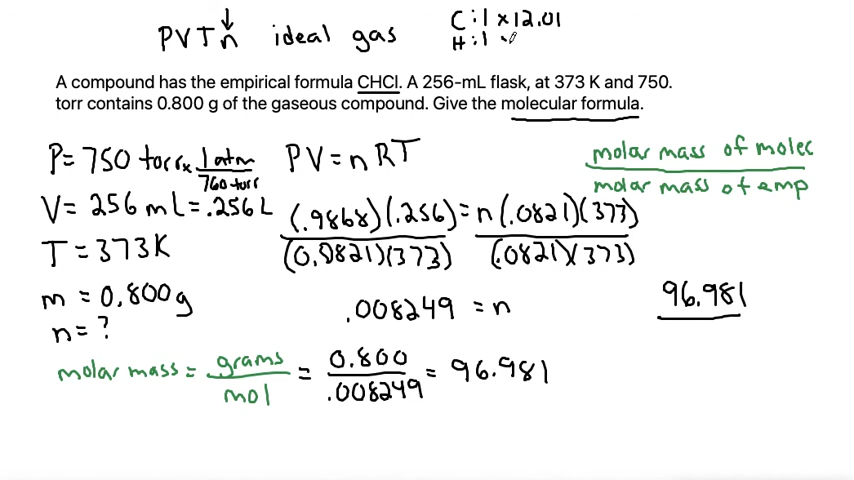 PVTn ideal gas
C:1 x 12.01
H:1
A compound has the empirical formula CHCl. A 256-mL flask, at 373 K and 750.
torr contains 0.800 g of the gaseous compound. Give the molecular formula.
P= 750 torr x 1 atm / 760 torr
PV=nRT
molar mass of molec / molar mass of emp
V= 256 mL = .256L
(.9868)(.256) / (0.0821)(373) = n(.0821)(373) / (.0821)(373)
T = 373K
m = 0.800g
.008249 = n
96.981
n= ?
molar mass = grams / mol = 0.800 / .008249 = 96.981